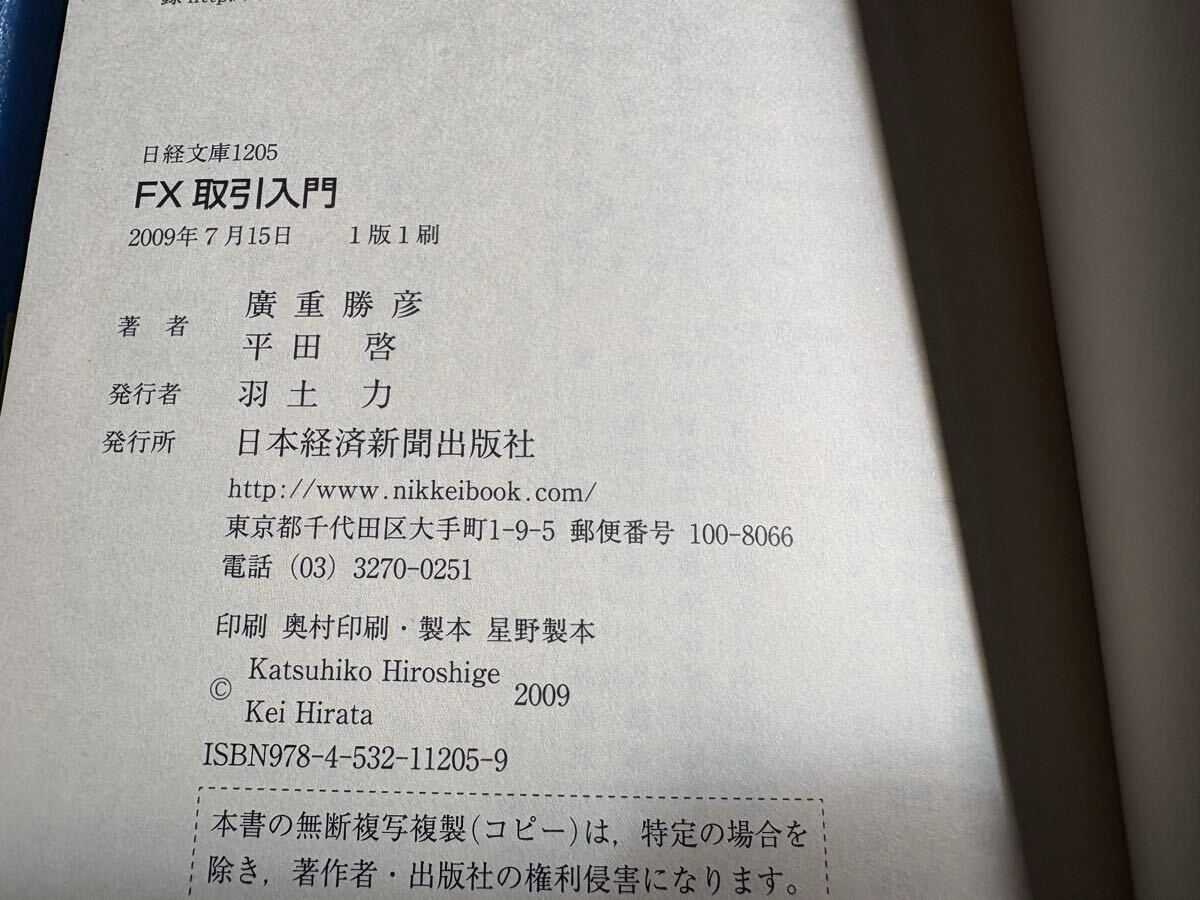 日経文庫1205
FX 取引入門
2009年7月15日 1版1刷
著者 廣重勝彦
平田 啓
発行者 羽土 力
発行所 日本経済新聞出版社
http://www.nikkeibook.com/
東京都千代田区大手町1-9-5 郵便番号 100-8066
電話 (03) 3270-0251
印刷 奥村印刷・製本 星野製本
© Katsuhiko Hiroshige 2009
Kei Hirata
ISBN978-4-532-11205-9
本書の無断複写複製(コピー)は,特定の場合を
除き,著作者・出版社の権利侵害になります。